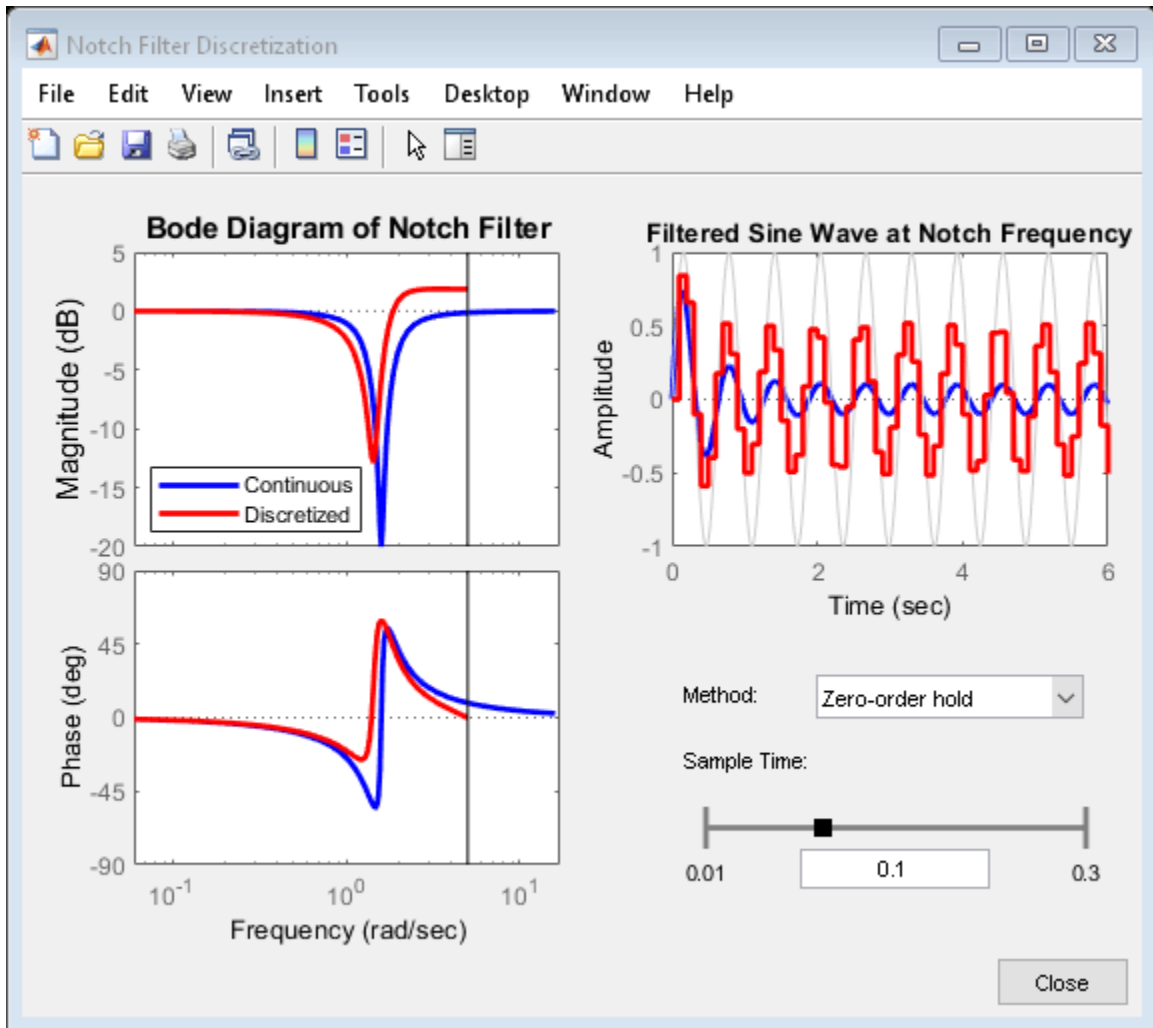 Notch Filter Discretization
File Edit View Insert Tools Desktop Window Help
Bode Diagram of Notch Filter
5
0
-5
-10
-15
-20
Magnitude (dB)
Continuous
Discretized
90
45
0
-45
-90
Phase (deg)
10^-1 10^0 10^1
Frequency (rad/sec)
Filtered Sine Wave at Notch Frequency
1
0.5
0
-0.5
-1
Amplitude
0 2 4 6
Time (sec)
Method: Zero-order hold
Sample Time:
0.01 0.1 0.3
Close